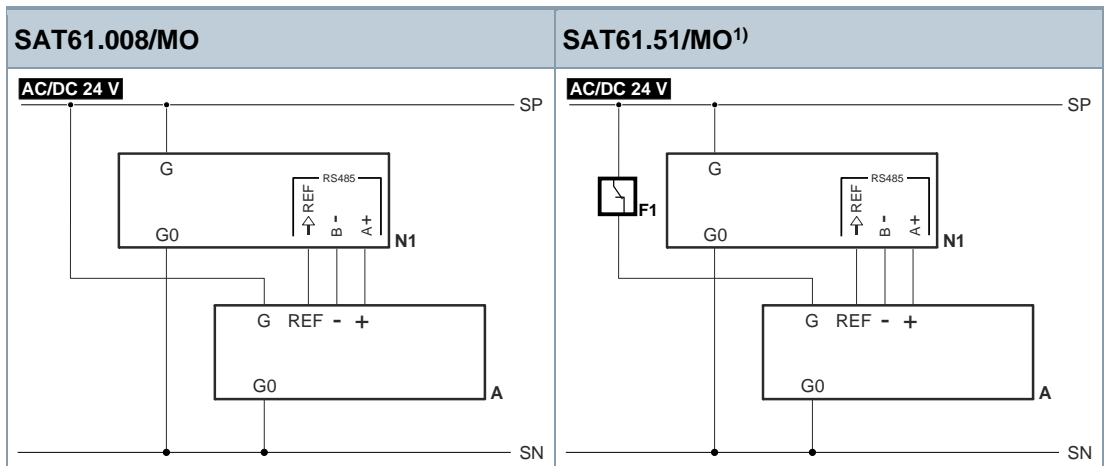 SAT61.008/MO
AC/DC 24 V
SP
G
RS485
REF
B -
A+
G0
N1
G REF - +
G0
A
SN
SAT61.51/MO1)
AC/DC 24 V
SP
G
RS485
REF
B -
A+
F1
G0
N1
G REF - +
G0
A
SN